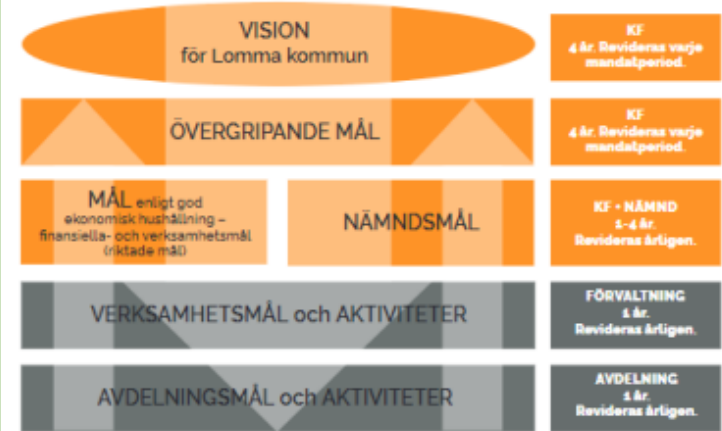 VISION
för Lomma kommun
KF
4 år. Revideras varje
mandatperiod.
ÖVERGRIPANDE MÅL
KF
4 år. Revideras varje
mandatperiod.
MÅL enligt god
ekonomisk hushållning –
finansiella- och verksamhetsmål
(riktade mål)
NÄMNDSMÅL
KF • NÄMND
1-4 år.
Revideras årligen.
VERKSAMHETSMÅL och AKTIVITETER
FÖRVALTNING
1 år.
Revideras årligen.
AVDELNINGSMÅL och AKTIVITETER
AVDELNING
1 år.
Revideras årligen.